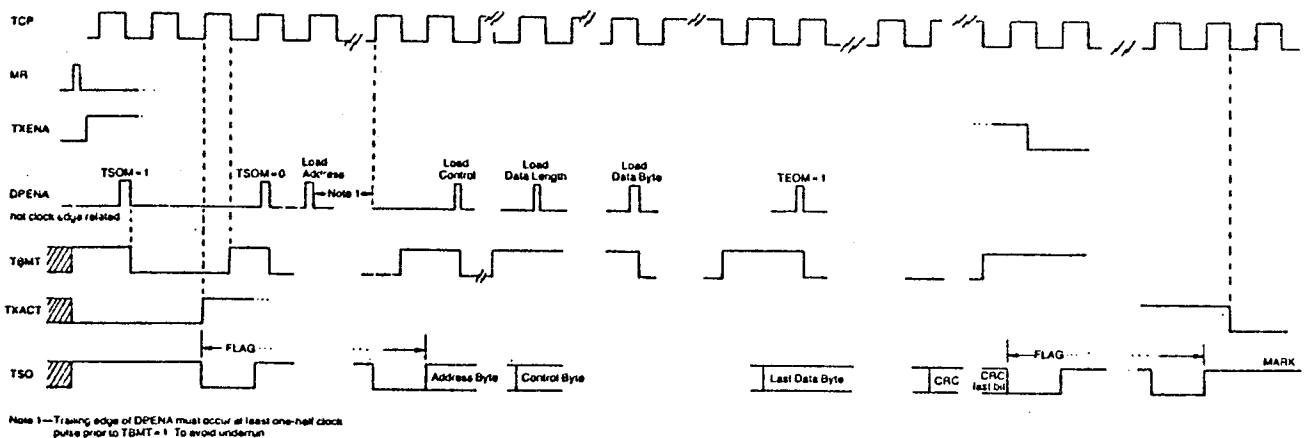 TCP
MR
TXENA
TSOM = 1
TSOM = 0
Load
Address
Note 1
Load
Control
Load
Data Length
Load
Data Byte
TEOM = 1
DPENA
not clock edge related
TBMT
TXACT
FLAG
FLAG
TSO
Address Byte
Control Byte
Last Data Byte
CRC
CRC
last bit
MARK
Note 1—Trailing edge of DPENA must occur at least one-half clock
pulse prior to TBMT = 1 To avoid underrun